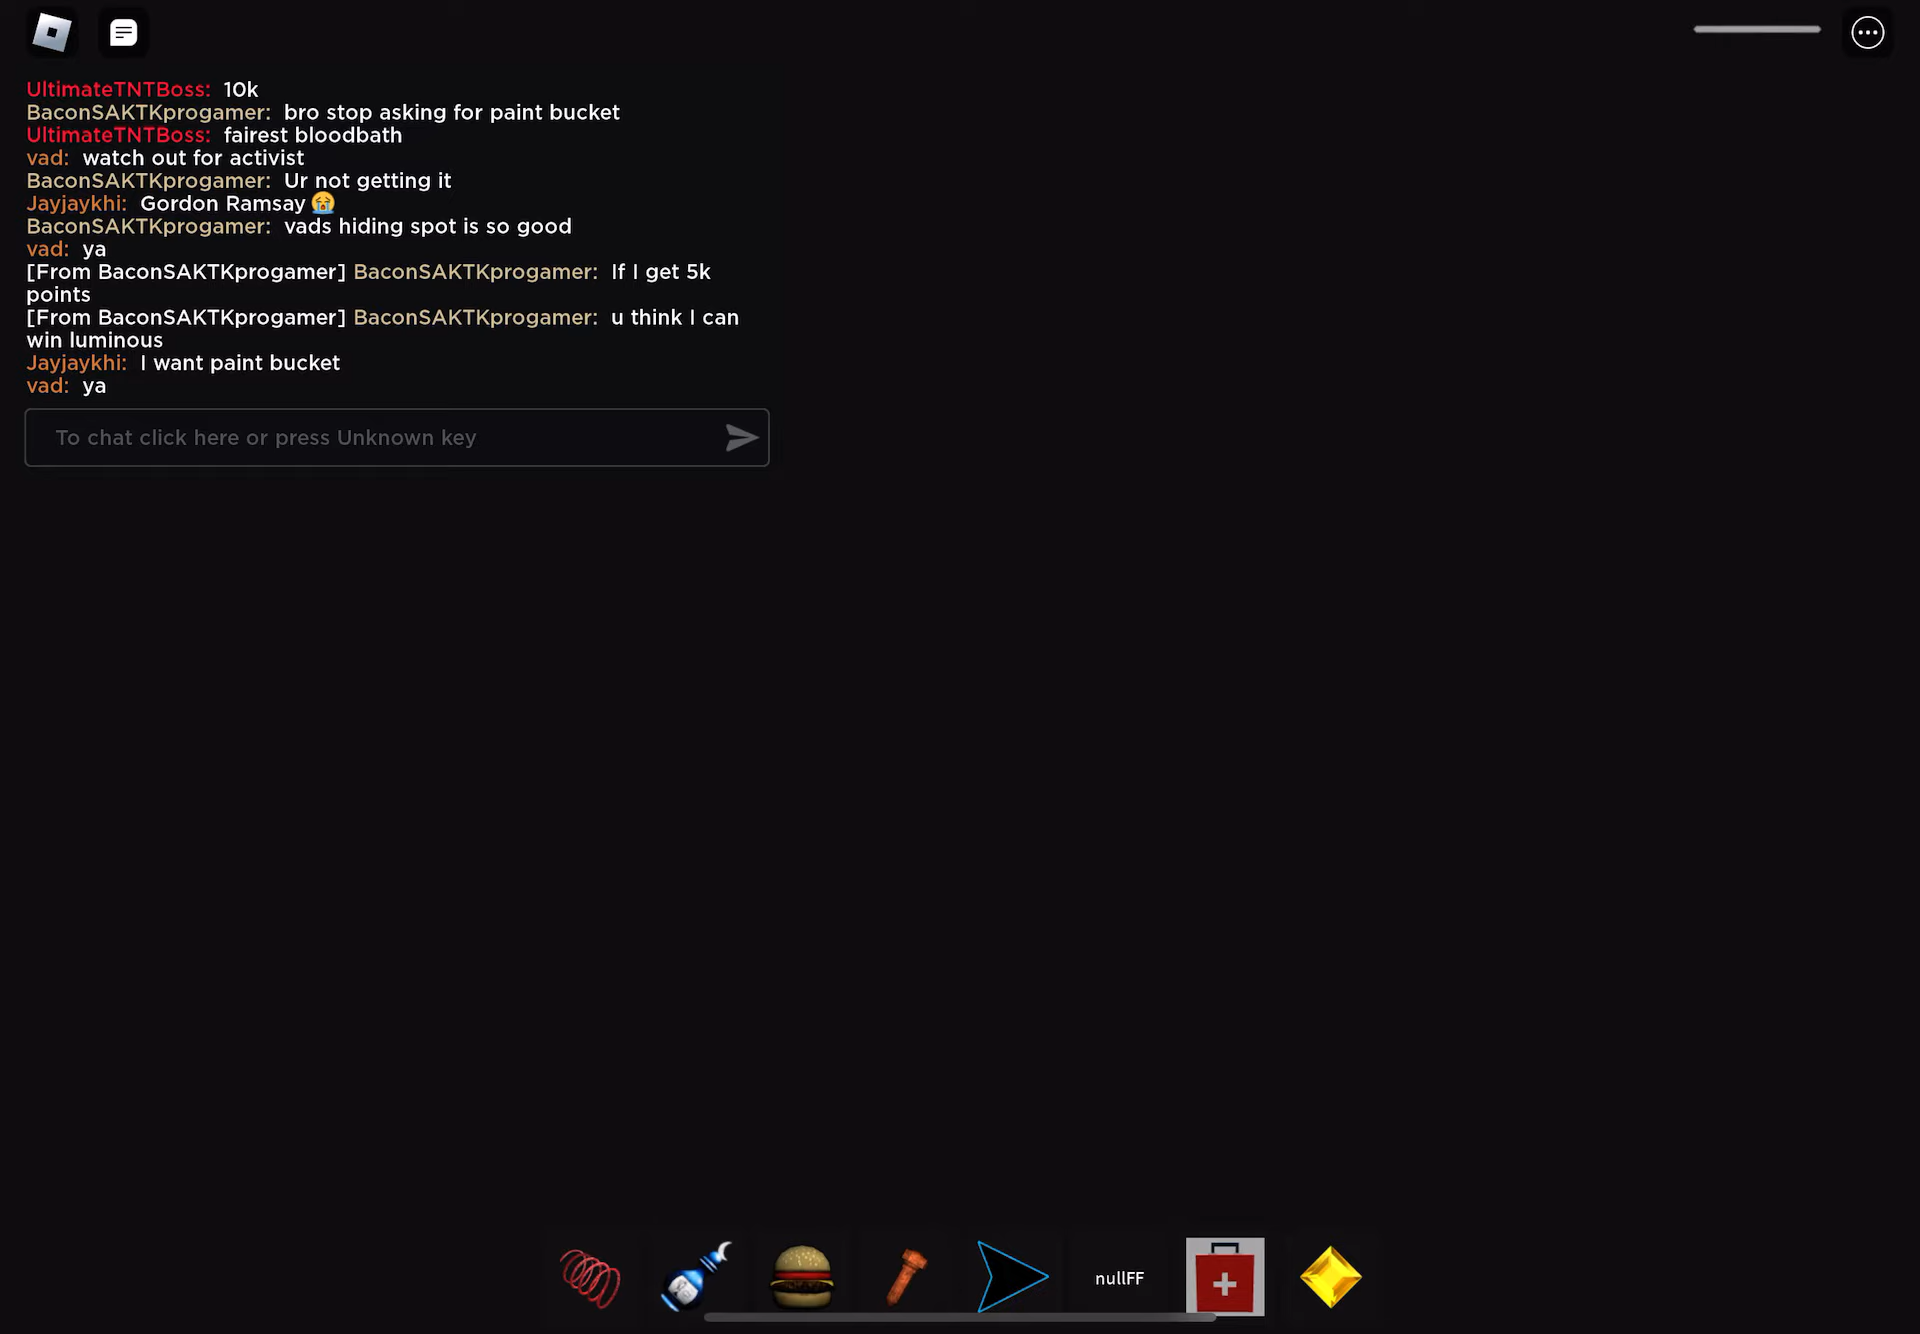 UltimateTNTBoss: 10k
BaconSAKTKprogamer: bro stop asking for paint bucket
UltimateTNTBoss: fairest bloodbath
vad: watch out for activist
BaconSAKTKprogamer: Ur not getting it
Jayjaykhi: Gordon Ramsay 😭
BaconSAKTKprogamer: vads hiding spot is so good
vad: ya
[From BaconSAKTKprogamer] BaconSAKTKprogamer: If I get 5k
points
[From BaconSAKTKprogamer] BaconSAKTKprogamer: u think I can
win luminous
Jayjaykhi: I want paint bucket
vad: ya
To chat click here or press Unknown key
nullFF